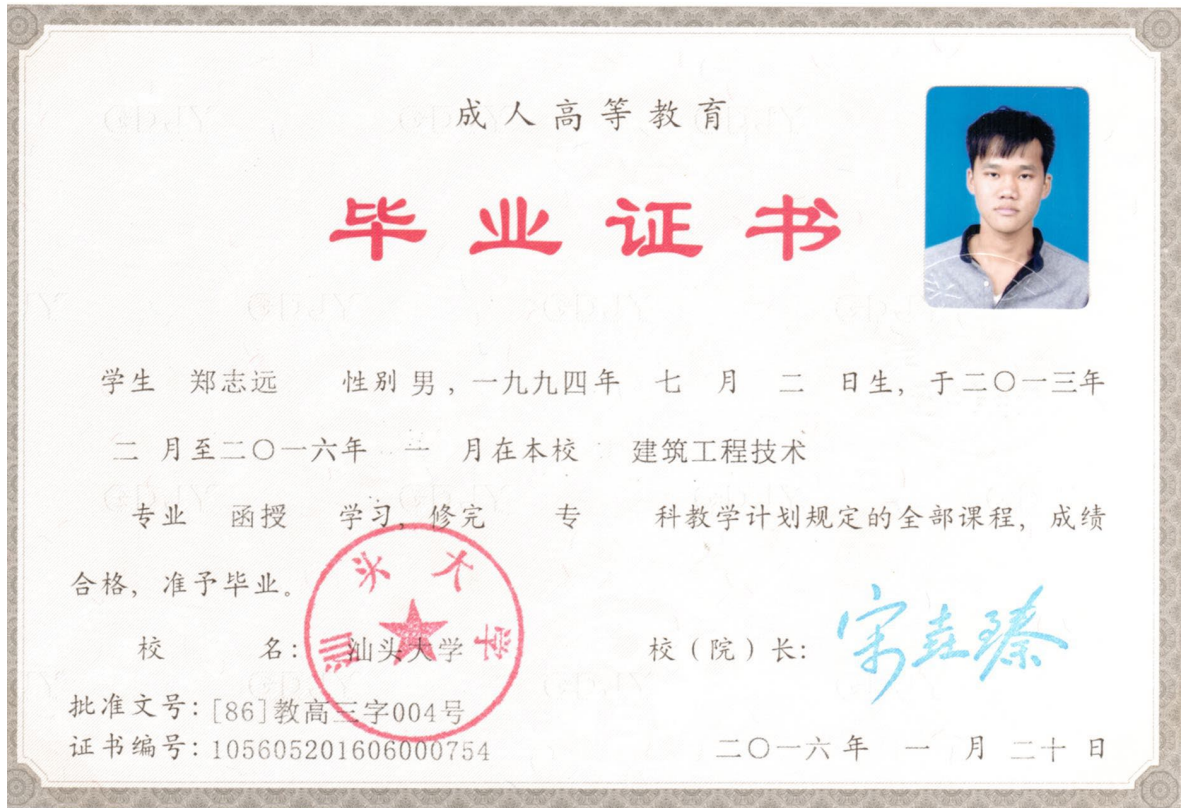 成人高等教育
毕业证书
学生 郑志远 性别 男，一九九四年 七 月 二 日生，于二〇一三年
二 月至二〇一六年 一 月在本校 建筑工程技术
专业 函授 学习，修完 专 科教学计划规定的全部课程，成绩
合格，准予毕业。
汕头大学
校 名：汕头大学 校（院）长：
批准文号：[86]教高三字004号
证书编号：105605201606000754 二〇一六年 一 月 二十 日